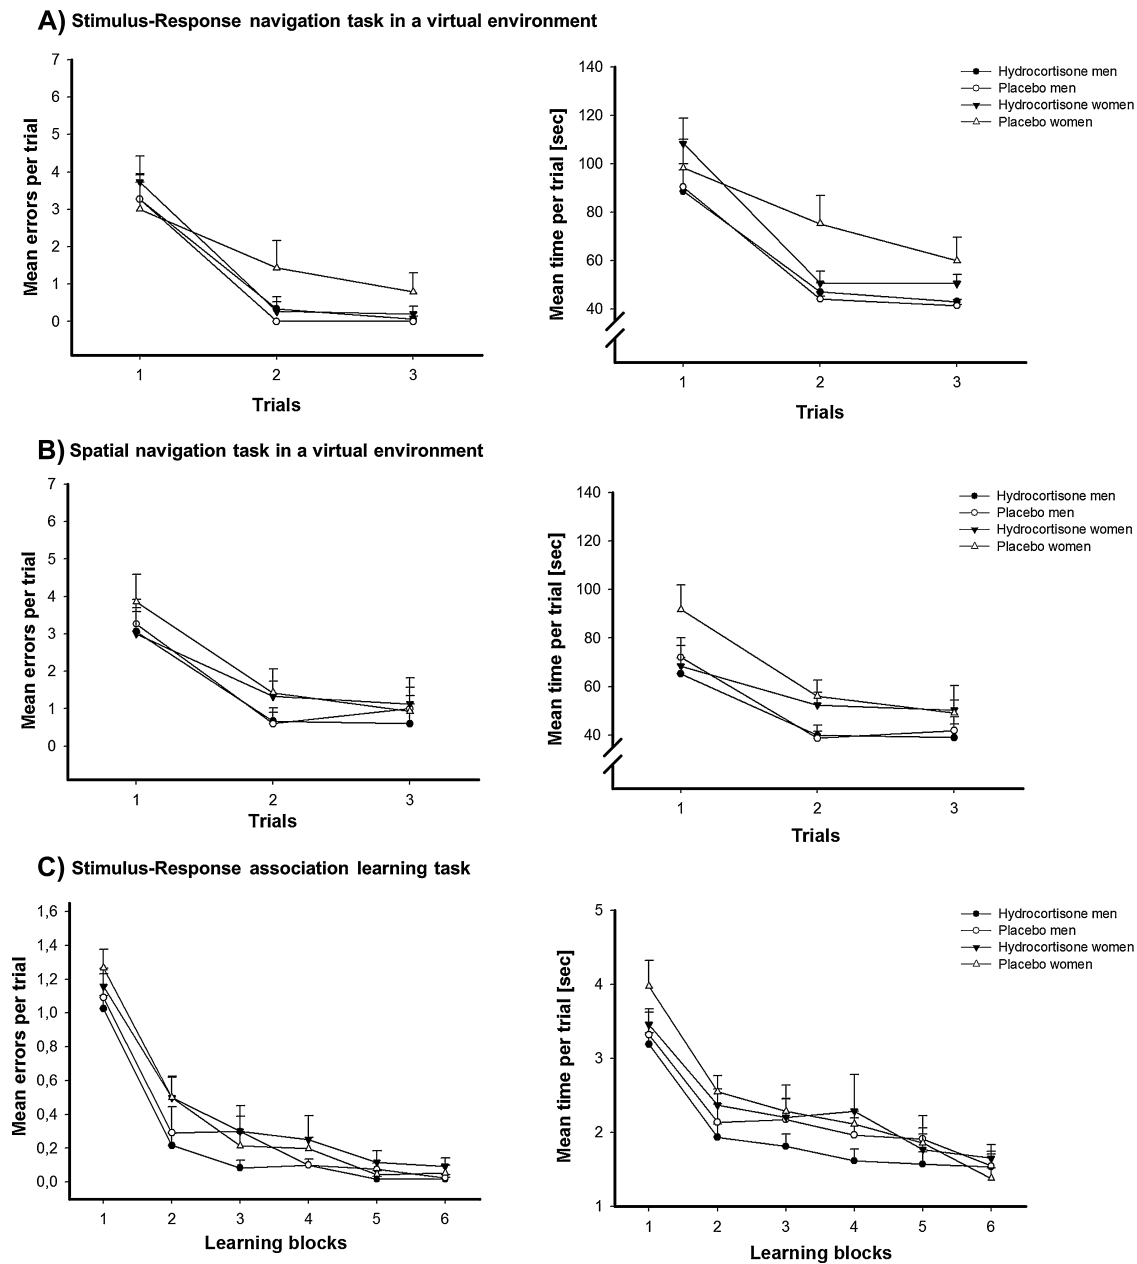 A) Stimulus-Response navigation task in a virtual environment
Mean errors per trial
7
6
5
4
3
2
1
0
1 2 3
Trials
Mean time per trial [sec]
140
120
100
80
60
40
1 2 3
Trials
Hydrocortisone men
Placebo men
Hydrocortisone women
Placebo women
B) Spatial navigation task in a virtual environment
Mean errors per trial
7
6
5
4
3
2
1
0
1 2 3
Trials
Mean time per trial [sec]
140
120
100
80
60
40
1 2 3
Trials
Hydrocortisone men
Placebo men
Hydrocortisone women
Placebo women
C) Stimulus-Response association learning task
Mean errors per trial
1,6
1,4
1,2
1,0
0,8
0,6
0,4
0,2
0,0
1 2 3 4 5 6
Learning blocks
Mean time per trial [sec]
5
4
3
2
1
1 2 3 4 5 6
Learning blocks
Hydrocortisone men
Placebo men
Hydrocortisone women
Placebo women